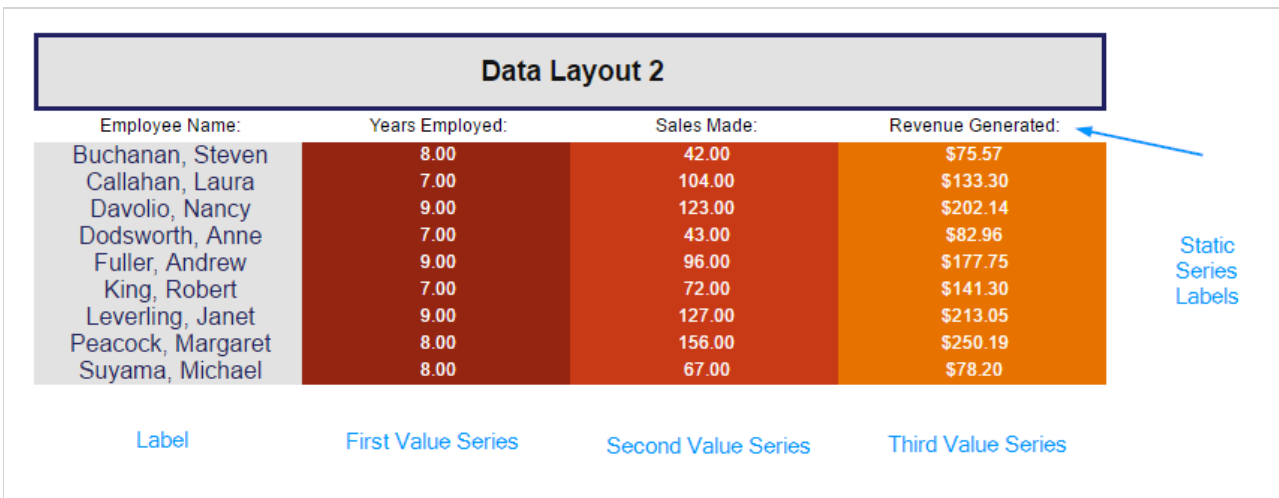 Data Layout 2
Employee Name: Years Employed: Sales Made: Revenue Generated:
Buchanan, Steven 8.00 42.00 $75.57
Callahan, Laura 7.00 104.00 $133.30
Davolio, Nancy 9.00 123.00 $202.14
Dodsworth, Anne 7.00 43.00 $82.96
Fuller, Andrew 9.00 96.00 $177.75
King, Robert 7.00 72.00 $141.30
Leverling, Janet 9.00 127.00 $213.05
Peacock, Margaret 8.00 156.00 $250.19
Suyama, Michael 8.00 67.00 $78.20
Static
Series
Labels
Label First Value Series Second Value Series Third Value Series